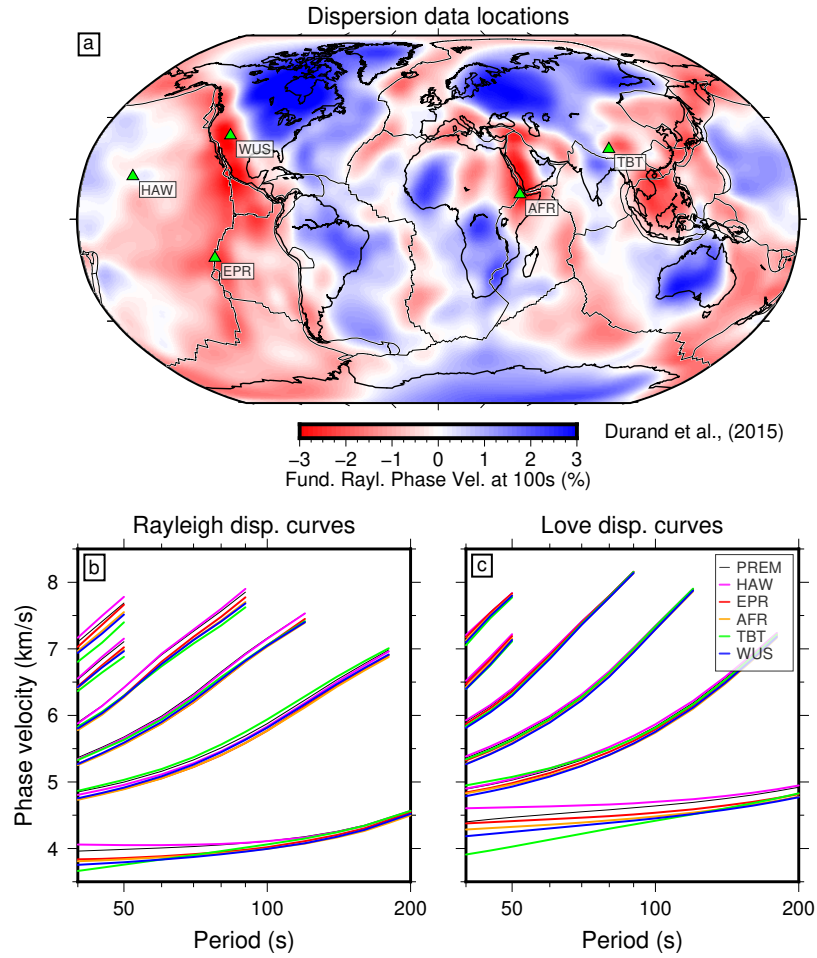 Dispersion data locations
a
WUS
HAW
TBT
AFR
EPR
−3 −2 −1 0 1 2 3
Fund. Rayl. Phase Vel. at 100s (%)
Durand et al., (2015)
Rayleigh disp. curves
b
Phase velocity (km/s)
8
7
6
5
4
50 100 200
Period (s)
Love disp. curves
c
PREM
HAW
EPR
AFR
TBT
WUS
50 100 200
Period (s)